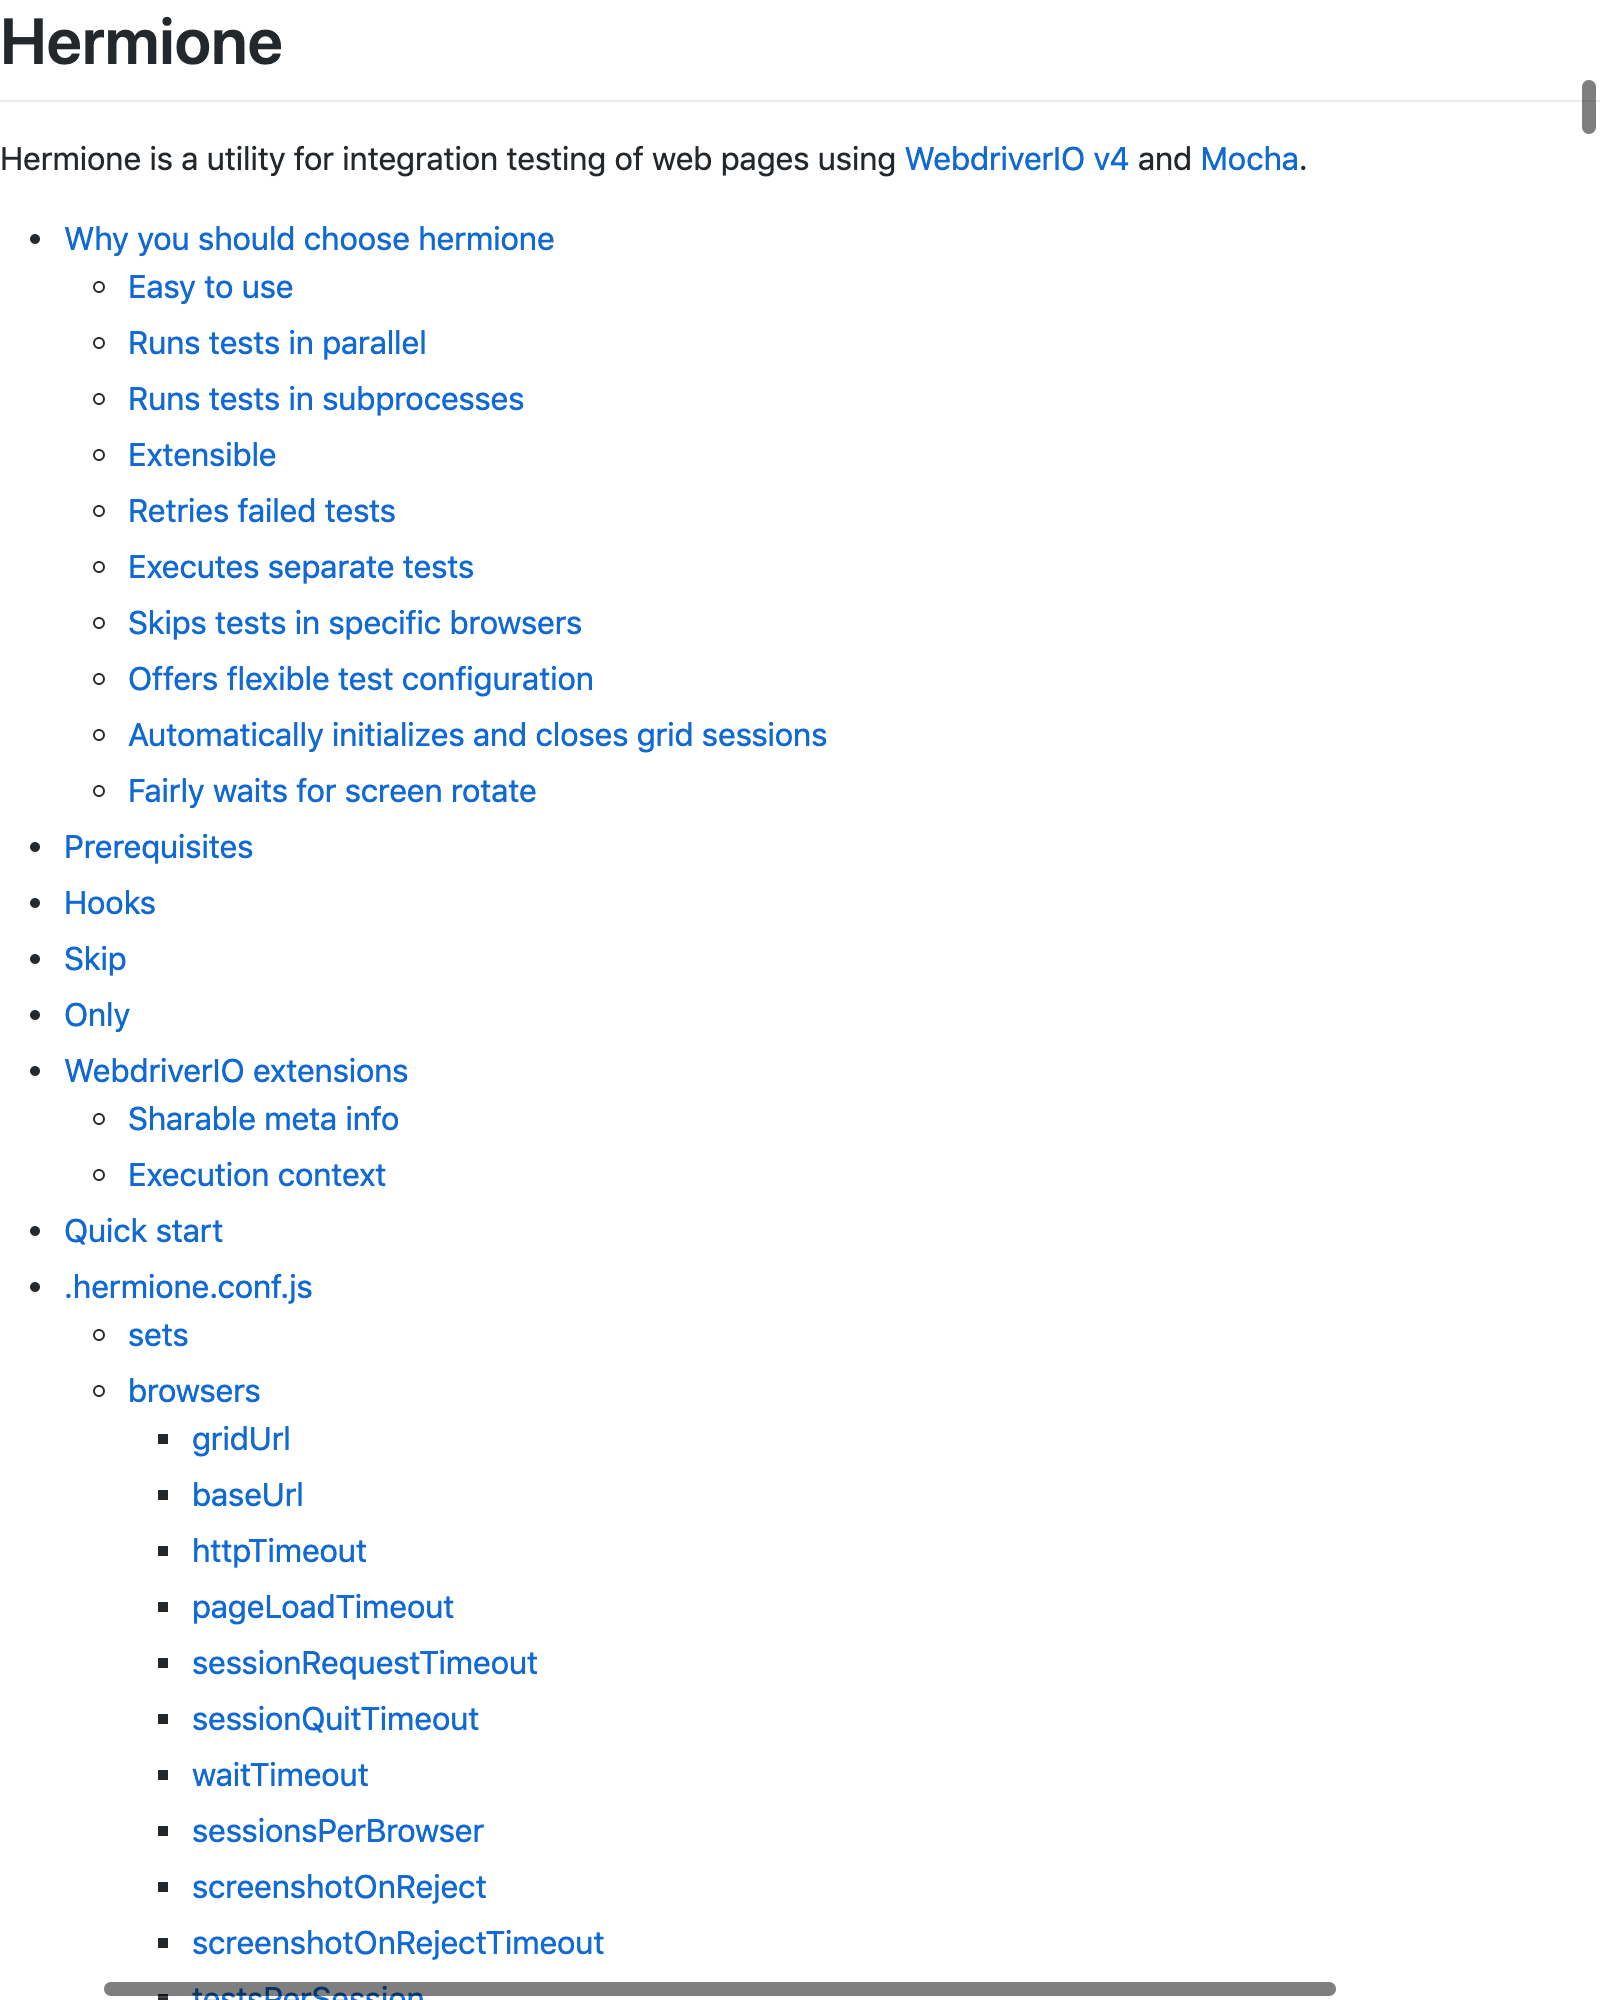 Hermione
Hermione is a utility for integration testing of web pages using WebdriverIO v4 and Mocha.
Why you should choose hermione
Easy to use
Runs tests in parallel
Runs tests in subprocesses
Extensible
Retries failed tests
Executes separate tests
Skips tests in specific browsers
Offers flexible test configuration
Automatically initializes and closes grid sessions
Fairly waits for screen rotate
Prerequisites
Hooks
Skip
Only
WebdriverIO extensions
Sharable meta info
Execution context
Quick start
.hermione.conf.js
sets
browsers
gridUrl
baseUrl
httpTimeout
pageLoadTimeout
sessionRequestTimeout
sessionQuitTimeout
waitTimeout
sessionsPerBrowser
screenshotOnReject
screenshotOnRejectTimeout
testsPerSession